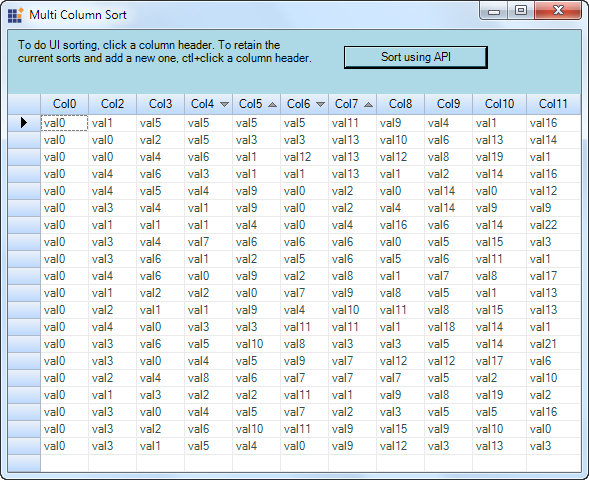 Multi Column Sort
To do UI sorting, click a column header. To retain the
current sorts and add a new one, ctl+click a column header.
Sort using API
Col0 Col2 Col3 Col4 Col5 Col6 Col7 Col8 Col9 Col10 Col11
val0 val1 val5 val5 val5 val5 val11 val9 val4 val1 val16
val0 val0 val2 val5 val3 val3 val13 val10 val6 val13 val14
val0 val0 val4 val6 val1 val12 val13 val12 val8 val19 val1
val0 val4 val6 val3 val1 val1 val13 val1 val2 val14 val16
val0 val4 val5 val4 val9 val0 val2 val0 val14 val0 val12
val0 val3 val4 val1 val9 val0 val2 val4 val14 val9 val9
val0 val1 val1 val1 val4 val0 val4 val16 val6 val14 val22
val0 val3 val4 val7 val6 val6 val6 val0 val5 val15 val3
val0 val3 val6 val1 val2 val6 val5 val6 val6 val11 val1
val0 val4 val6 val0 val9 val2 val8 val1 val7 val8 val17
val0 val1 val2 val2 val0 val7 val9 val8 val5 val1 val13
val0 val2 val1 val1 val9 val4 val10 val11 val8 val15 val13
val0 val4 val0 val3 val3 val11 val11 val1 val18 val14 val1
val0 val3 val6 val5 val10 val8 val3 val3 val5 val14 val21
val0 val3 val0 val4 val5 val9 val7 val12 val12 val17 val6
val0 val2 val4 val8 val6 val7 val7 val7 val5 val2 val10
val0 val1 val3 val2 val2 val11 val1 val9 val8 val19 val2
val0 val3 val0 val4 val5 val7 val2 val3 val5 val5 val16
val0 val3 val2 val6 val10 val11 val9 val15 val9 val10 val0
val0 val3 val1 val5 val4 val0 val9 val12 val3 val13 val3